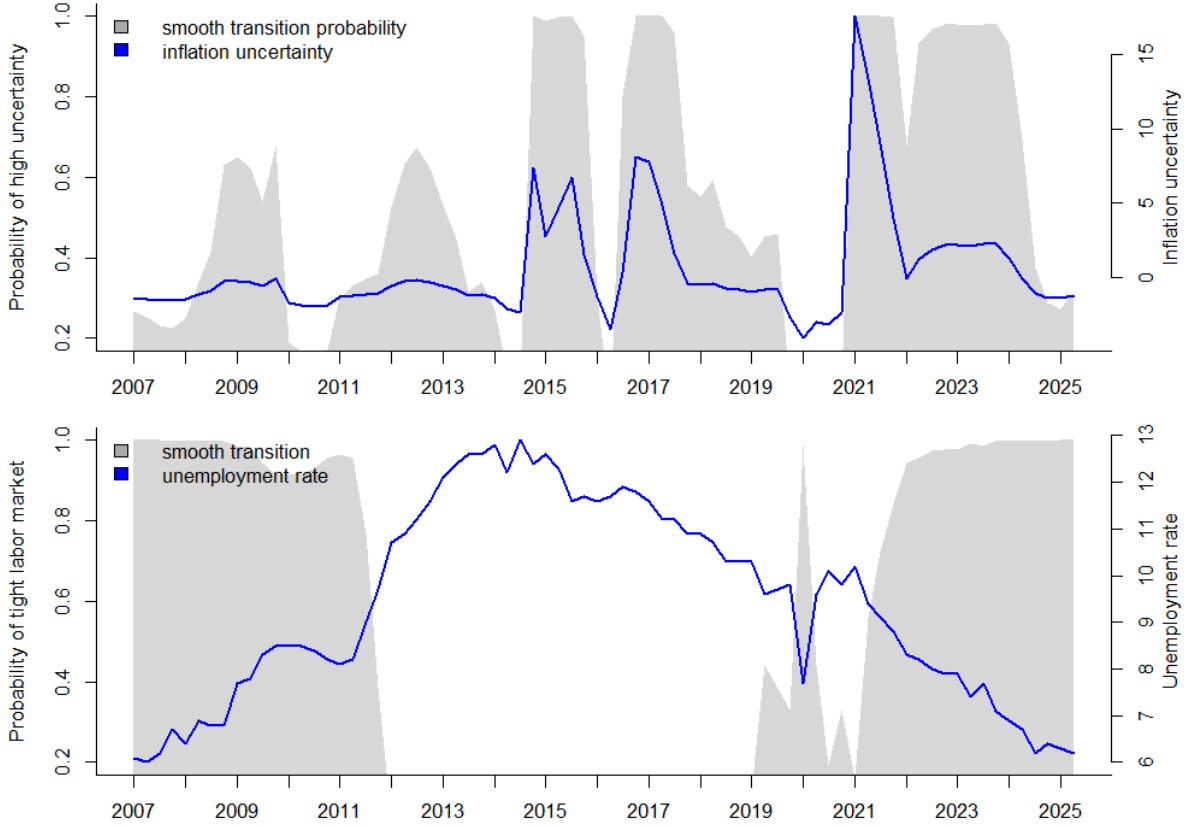 smooth transition probability
inflation uncertainty
Probability of high uncertainty
1.0
0.8
0.6
0.4
0.2
Inflation uncertainty
15
10
5
0
2007 2009 2011 2013 2015 2017 2019 2021 2023 2025
smooth transition
unemployment rate
Probability of tight labor market
1.0
0.8
0.6
0.4
0.2
Unemployment rate
13
12
11
10
9
8
7
6
2007 2009 2011 2013 2015 2017 2019 2021 2023 2025